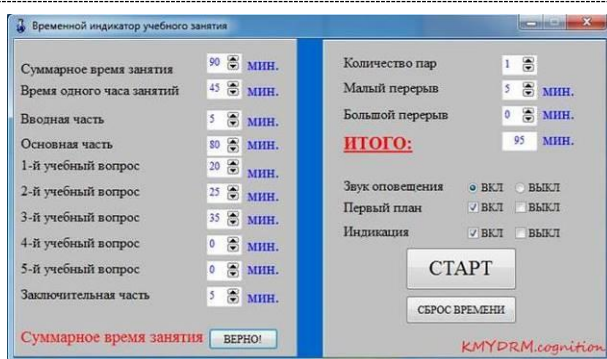 Временной индикатор учебного занятия
Суммарное время занятия 90 МИН.
Время одного часа занятий 45 МИН.
Вводная часть 5 МИН.
Основная часть 80 МИН.
1-й учебный вопрос 20 МИН.
2-й учебный вопрос 25 МИН.
3-й учебный вопрос 35 МИН.
4-й учебный вопрос 0 МИН.
5-й учебный вопрос 0 МИН.
Заключительная часть 5 МИН.
Суммарное время занятия ВЕРНО!
Количество пар 1
Малый перерыв 5 МИН.
Большой перерыв 0 МИН.
ИТОГО: 95 МИН.
Звук оповещения ВКЛ ВЫКЛ
Первый план ВКЛ ВЫКЛ
Индикация ВКЛ ВЫКЛ
СТАРТ
СБРОС ВРЕМЕНИ
KMYDRM.cognition